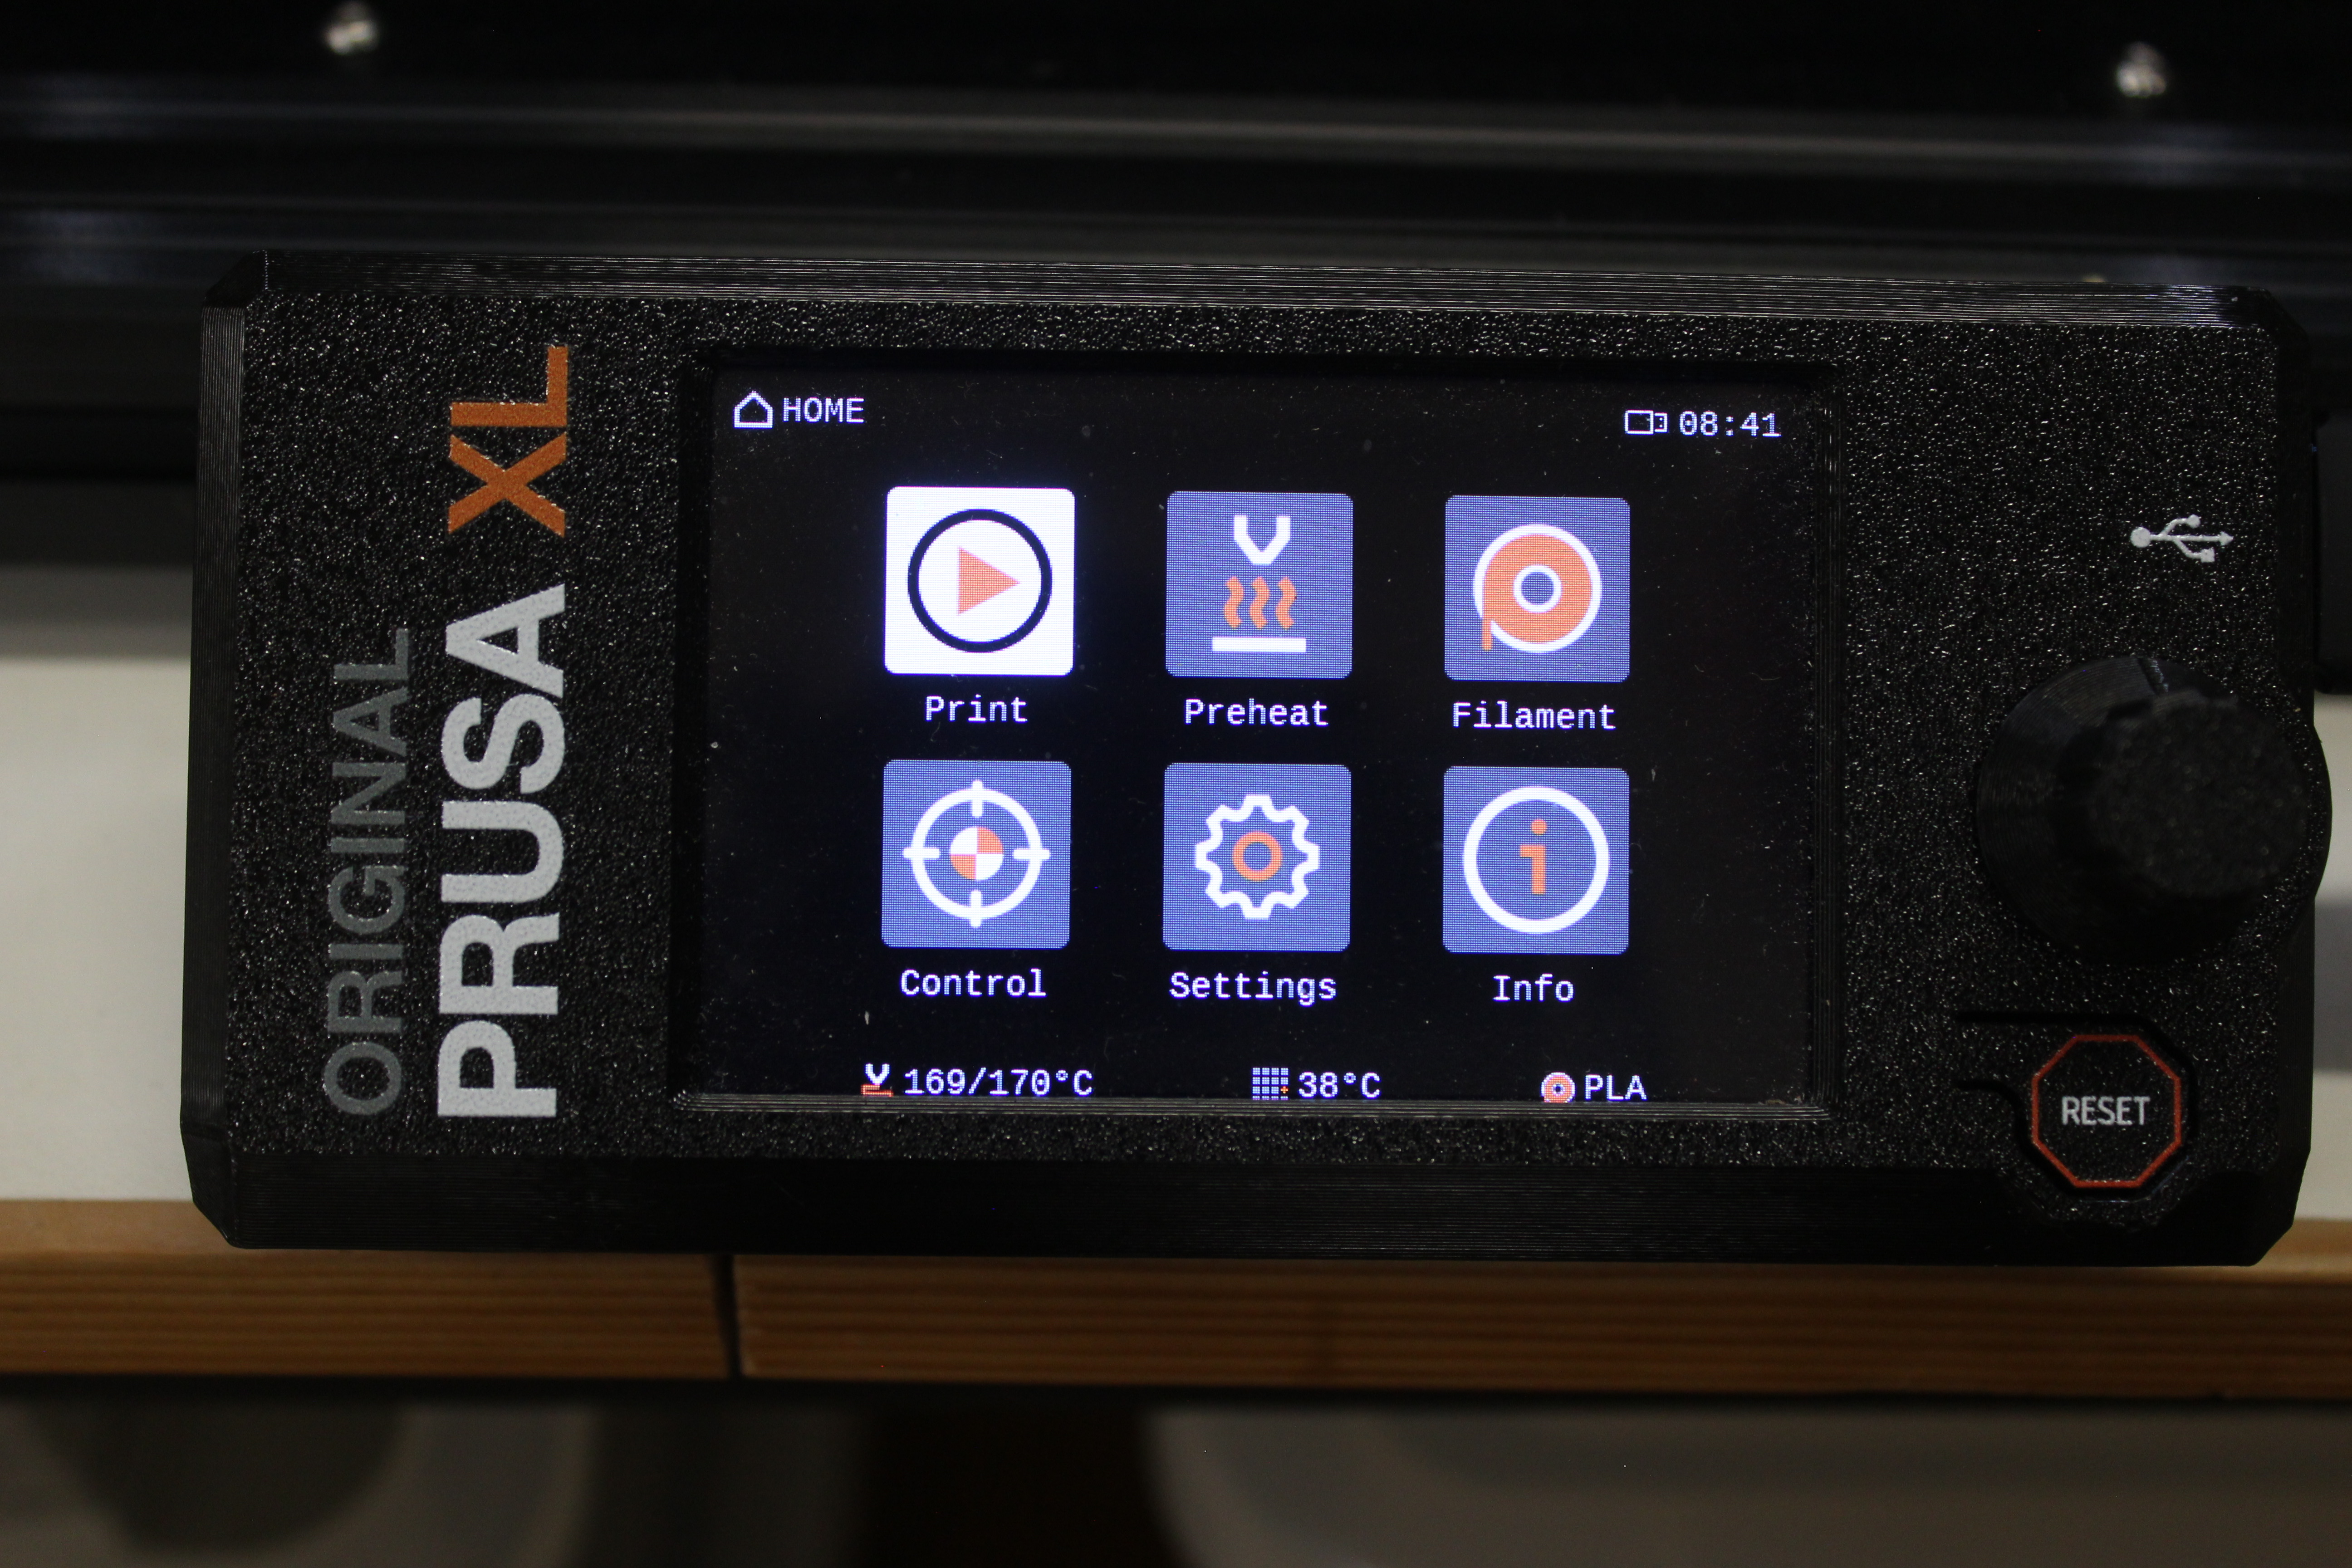 ORIGINAL
PRUSA XL
HOME
08:41
Print
Preheat
Filament
Control
Settings
Info
169/170°C
38°C
PLA
RESET